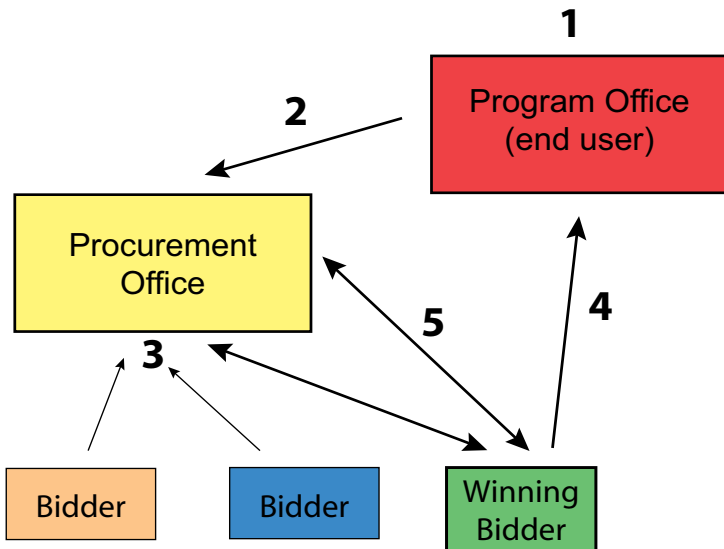 1
Program Office
(end user)
2
Procurement
Office
3
5
4
Bidder
Bidder
Winning
Bidder